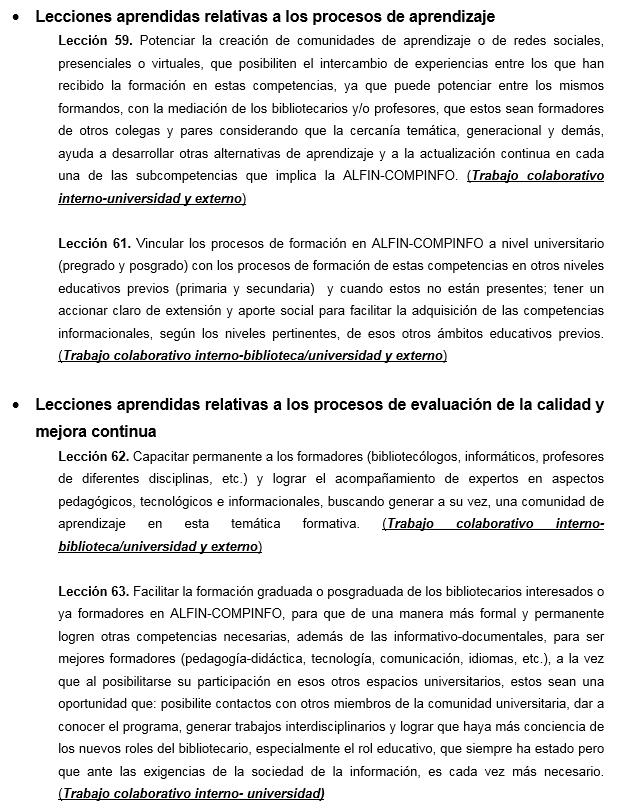 • Lecciones aprendidas relativas a los procesos de aprendizaje
Lección 59. Potenciar la creación de comunidades de aprendizaje o de redes sociales,
presenciales o virtuales, que posibiliten el intercambio de experiencias entre los que han
recibido la formación en estas competencias, ya que puede potenciar entre los mismos
formandos, con la mediación de los bibliotecarios y/o profesores, que estos sean formadores
de otros colegas y pares considerando que la cercanía temática, generacional y demás,
ayuda a desarrollar otras alternativas de aprendizaje y a la actualización continua en cada
una de las subcompetencias que implica la ALFIN-COMPINFO. (Trabajo colaborativo
interno-universidad y externo)
Lección 61. Vincular los procesos de formación en ALFIN-COMPINFO a nivel universitario
(pregrado y posgrado) con los procesos de formación de estas competencias en otros niveles
educativos previos (primaria y secundaria) y cuando estos no están presentes; tener un
accionar claro de extensión y aporte social para facilitar la adquisición de las competencias
informacionales, según los niveles pertinentes, de esos otros ámbitos educativos previos.
(Trabajo colaborativo interno-biblioteca/universidad y externo)
• Lecciones aprendidas relativas a los procesos de evaluación de la calidad y
mejora continua
Lección 62. Capacitar permanente a los formadores (bibliotecólogos, informáticos, profesores
de diferentes disciplinas, etc.) y lograr el acompañamiento de expertos en aspectos
pedagógicos, tecnológicos e informacionales, buscando generar a su vez, una comunidad de
aprendizaje en esta temática formativa. (Trabajo colaborativo interno-
biblioteca/universidad y externo)
Lección 63. Facilitar la formación graduada o posgraduada de los bibliotecarios interesados o
ya formadores en ALFIN-COMPINFO, para que de una manera más formal y permanente
logren otras competencias necesarias, además de las informativo-documentales, para ser
mejores formadores (pedagogía-didáctica, tecnología, comunicación, idiomas, etc.), a la vez
que al posibilitarse su participación en esos otros espacios universitarios, estos sean una
oportunidad que: posibilite contactos con otros miembros de la comunidad universitaria, dar a
conocer el programa, generar trabajos interdisciplinarios y lograr que haya más conciencia de
los nuevos roles del bibliotecario, especialmente el rol educativo, que siempre ha estado pero
que ante las exigencias de la sociedad de la información, es cada vez más necesario.
(Trabajo colaborativo interno- universidad)